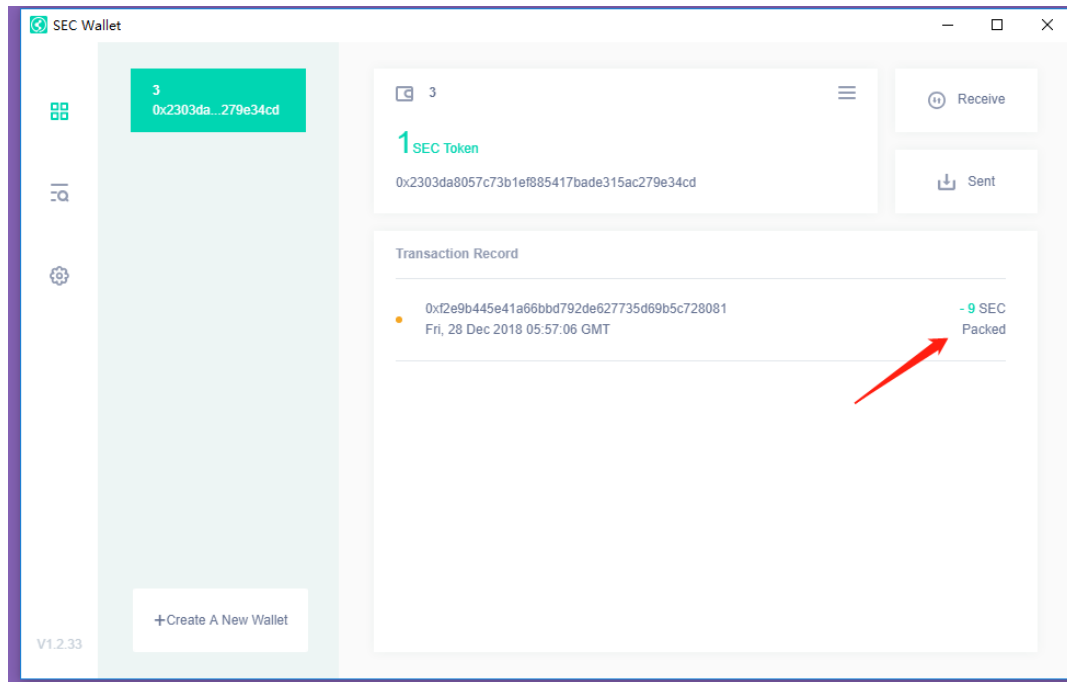 SEC Wallet
3
0x2303da...279e34cd
3
1 SEC Token
0x2303da8057c73b1ef885417bade315ac279e34cd
Receive
Sent
Transaction Record
0xf2e9b445e41a66bbd792de627735d69b5c728081
- 9 SEC
Fri, 28 Dec 2018 05:57:06 GMT
Packed
+Create A New Wallet
V1.2.33